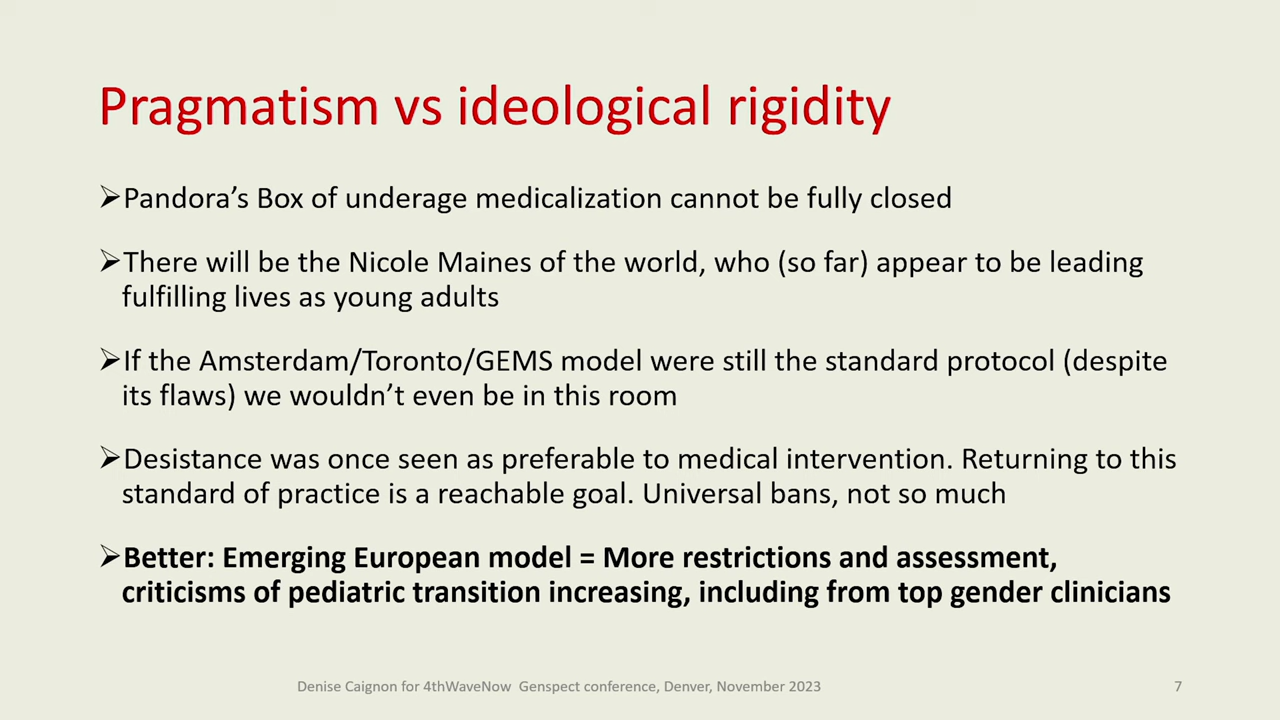 Pragmatism vs ideological rigidity
➢Pandora’s Box of underage medicalization cannot be fully closed
➢There will be the Nicole Maines of the world, who (so far) appear to be leading
fulfilling lives as young adults
➢If the Amsterdam/Toronto/GEMS model were still the standard protocol (despite
its flaws) we wouldn’t even be in this room
➢Desistance was once seen as preferable to medical intervention. Returning to this
standard of practice is a reachable goal. Universal bans, not so much
➢Better: Emerging European model = More restrictions and assessment,
criticisms of pediatric transition increasing, including from top gender clinicians
Denise Caignon for 4thWaveNow  Genspect conference, Denver, November 2023
7